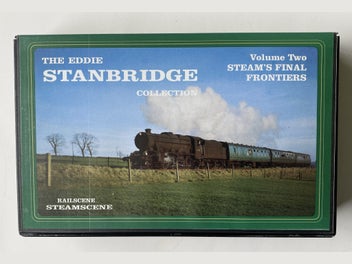 THE EDDIE
STANBRIDGE
COLLECTION
Volume Two
STEAM'S FINAL
FRONTIERS
RAILSCENE
STEAMSCENE